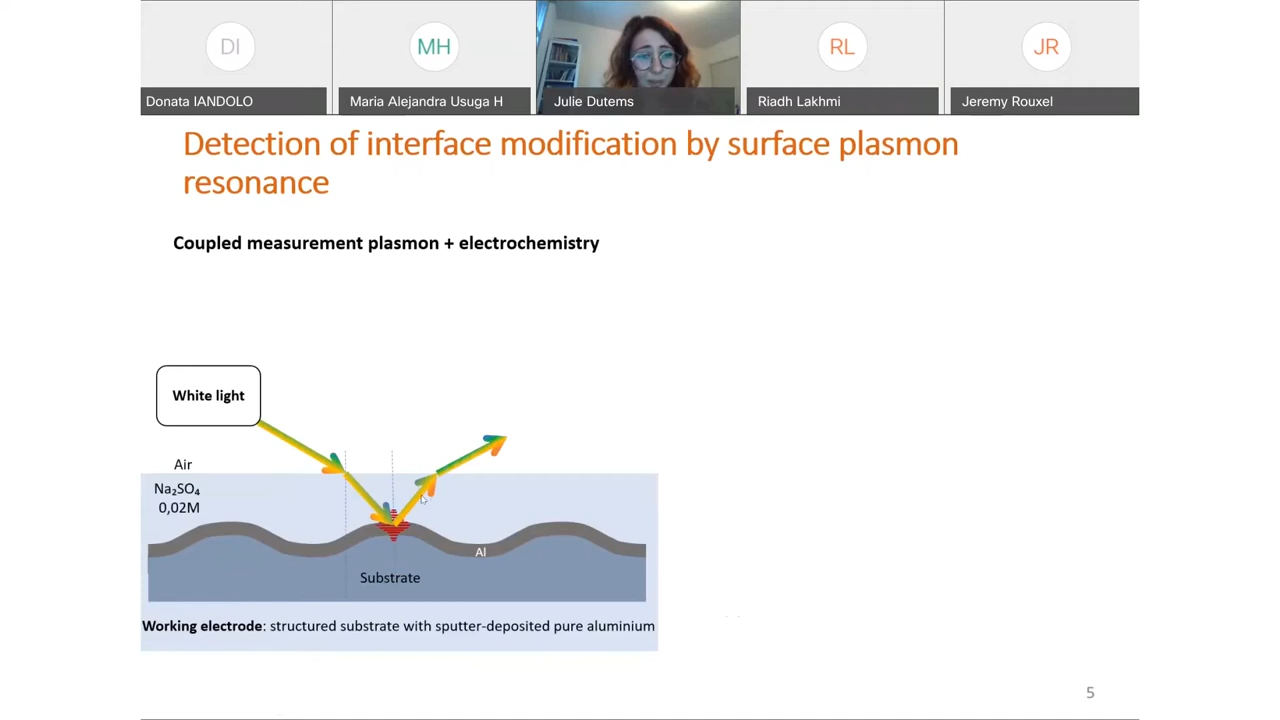 DI
MH
RL
JR
Donata IANDOLO
Maria Alejandra Usuga H
Julie Dutems
Riadh Lakhmi
Jeremy Rouxel
Detection of interface modification by surface plasmon
resonance
Coupled measurement plasmon + electrochemistry
White light
Air
Na₂SO₄
0,02M
Al
Substrate
Working electrode: structured substrate with sputter-deposited pure aluminium
5